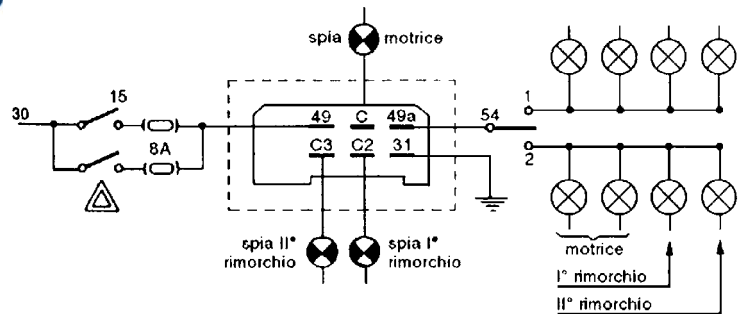 spia motrice
30
15
8A
49 C 49a
C3 C2 31
54
1
2
spia II° rimorchio
spia I° rimorchio
motrice
I° rimorchio
II° rimorchio